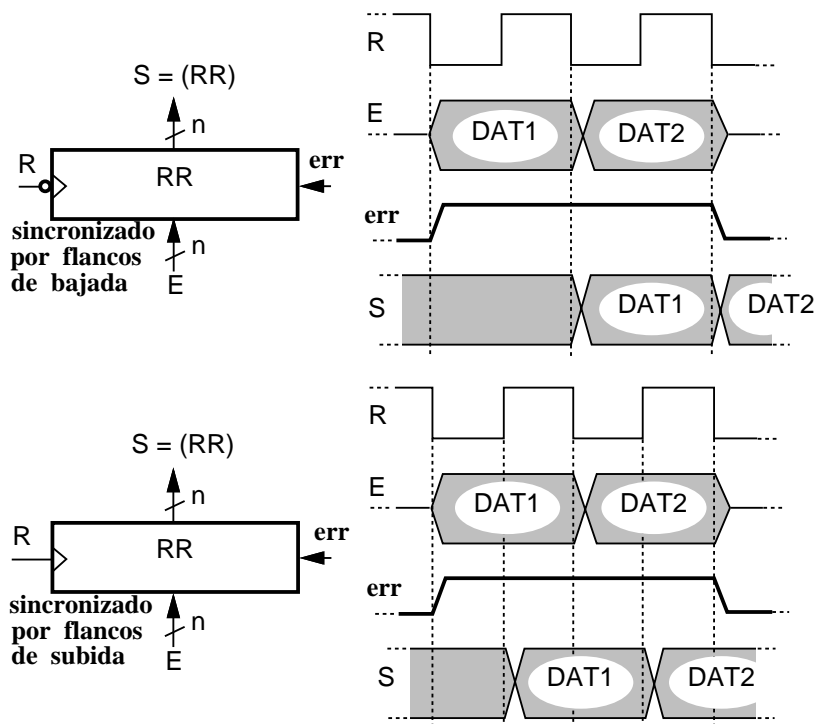 S = (RR)
n
R
RR
err
sincronizado
por flancos
de bajada
n
E
R
E
DAT1
DAT2
err
S
DAT1
DAT2
S = (RR)
n
R
RR
err
sincronizado
por flancos
de subida
n
E
R
E
DAT1
DAT2
err
S
DAT1
DAT2